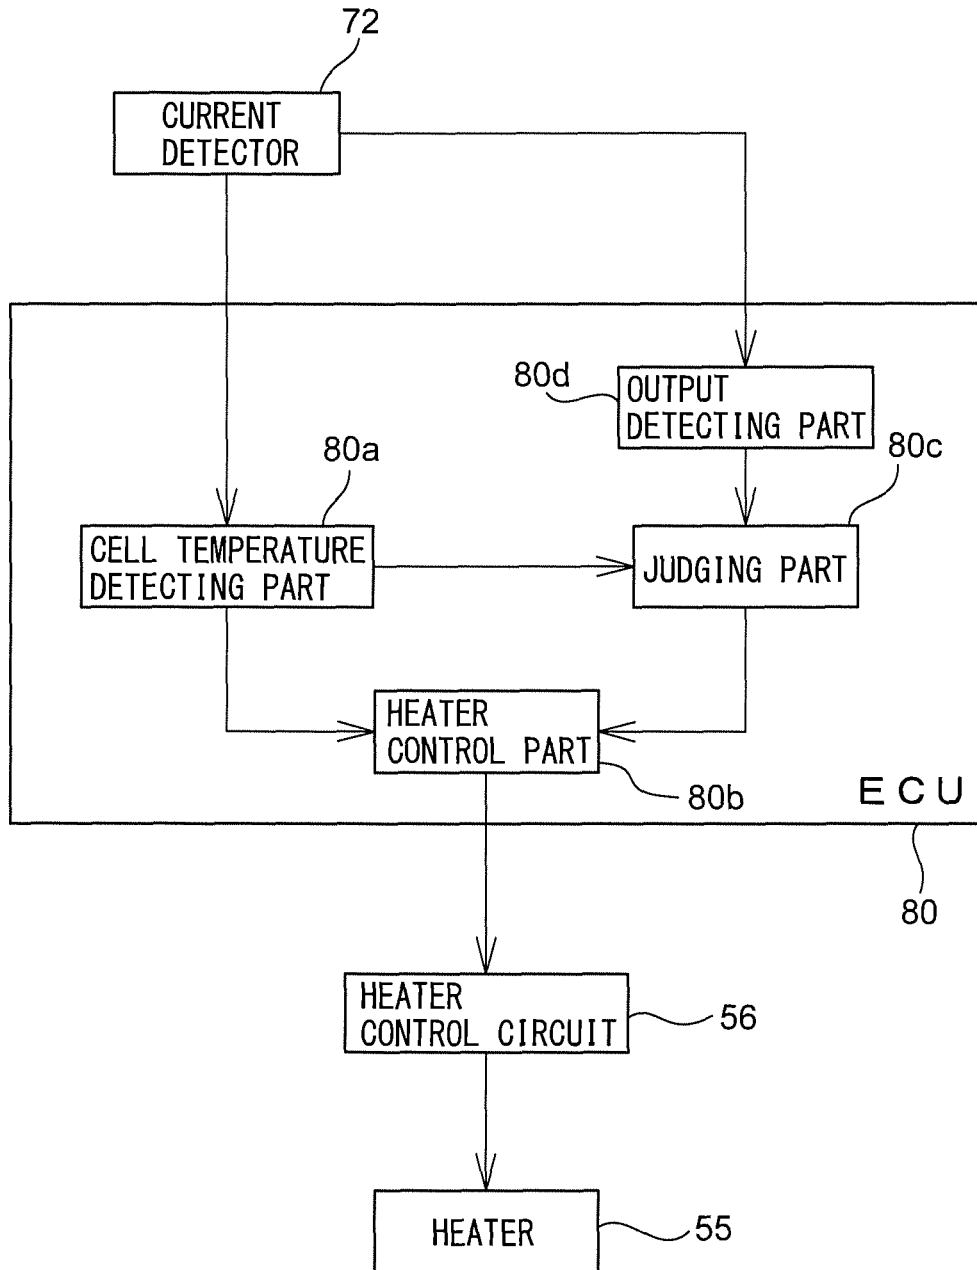 72
CURRENT
DETECTOR
80d
OUTPUT
DETECTING PART
80a
80c
CELL TEMPERATURE
DETECTING PART
JUDGING PART
HEATER
CONTROL PART
80b
ECU
80
HEATER
CONTROL CIRCUIT
56
HEATER
55